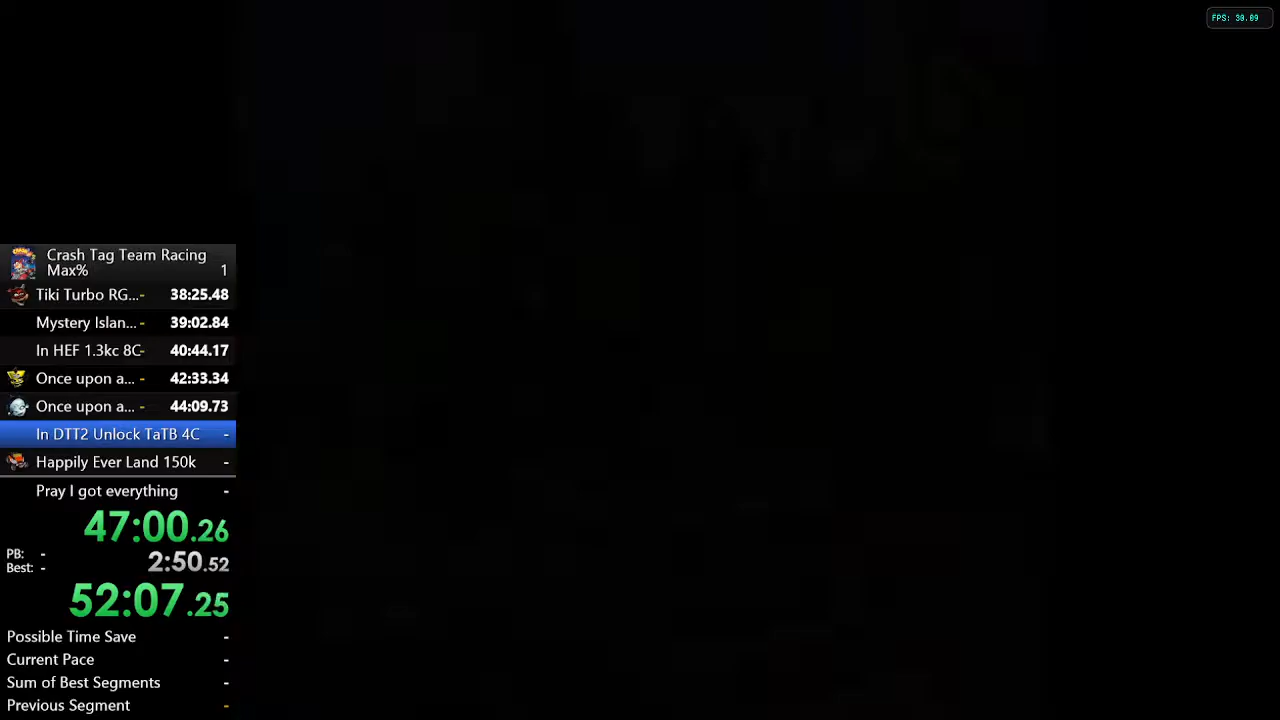 FPS: 30.09
Crash Tag Team Racing
Max% 1
Tiki Turbo RG...- 38:25.48
Mystery Islan... - 39:02.84
In HEF 1.3kc 8C- 40:44.17
Once upon a... - 42:33.34
Once upon a... - 44:09.73
In DTT2 Unlock TaTB 4C -
Happily Ever Land 150k -
Pray I got everything -
47:00.26
PB: -
Best: - 2:50.52
52:07.25
Possible Time Save -
Current Pace -
Sum of Best Segments -
Previous Segment -